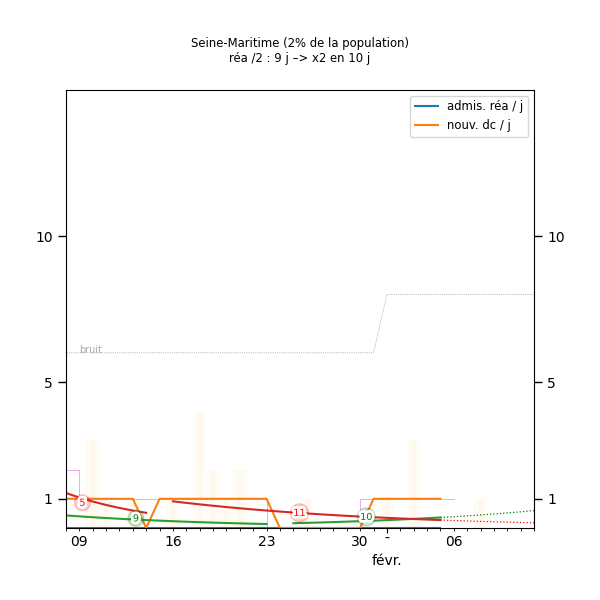 Seine-Maritime (2% de la population)
réa /2 : 9 j –> x2 en 10 j
admis. réa / j
nouv. dc / j
10
10
bruit
5
5
1
1
5
9
11
10
09
16
23
30
-
06
févr.